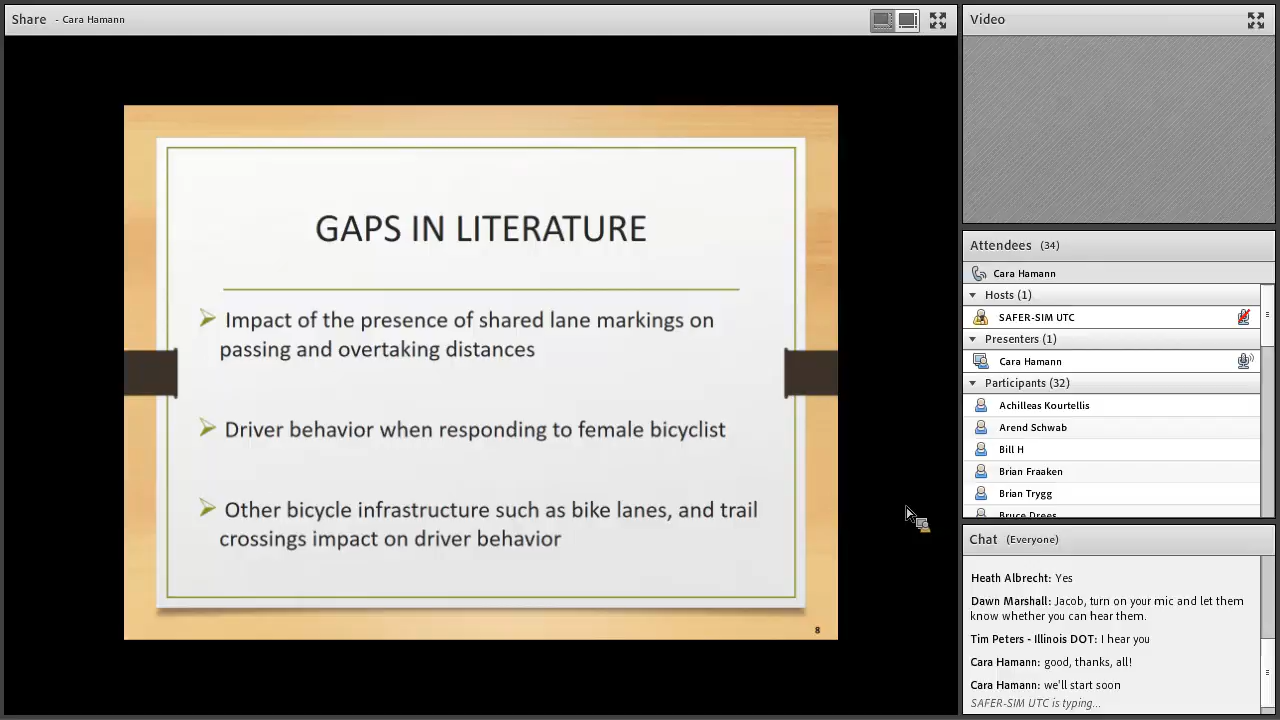 Share - Cara Hamann
GAPS IN LITERATURE
Impact of the presence of shared lane markings on
passing and overtaking distances
Driver behavior when responding to female bicyclist
Other bicycle infrastructure such as bike lanes, and trail
crossings impact on driver behavior
8
Video
Attendees (34)
Cara Hamann
Hosts (1)
SAFER-SIM UTC
Presenters (1)
Cara Hamann
Participants (32)
Achilleas Kourtellis
Arend Schwab
Bill H
Brian Fraaken
Brian Trygg
Bruce Drees
Chat (Everyone)
Heath Albrecht: Yes
Dawn Marshall: Jacob, turn on your mic and let them
know whether you can hear them.
Tim Peters - Illinois DOT: I hear you
Cara Hamann: good, thanks, all!
Cara Hamann: we'll start soon
SAFER-SIM UTC is typing...